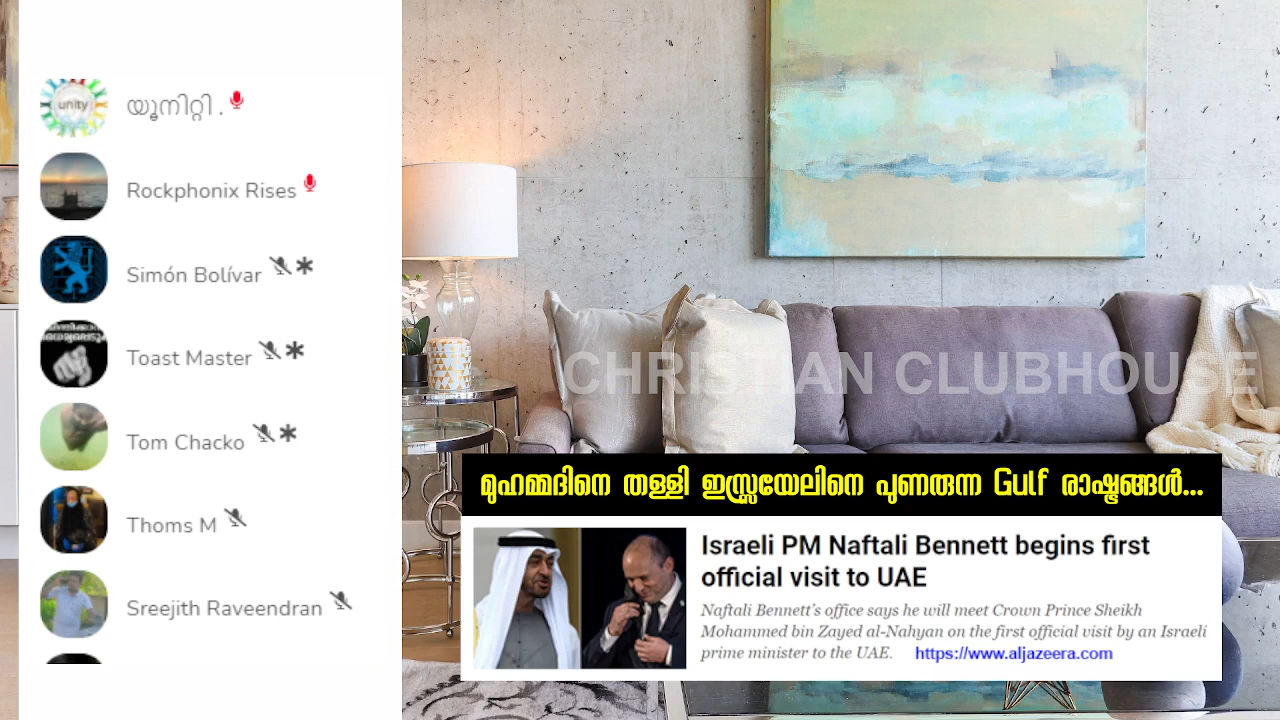 unity
യൂനിറ്റി .
Rockphonix Rises
Simón Bolívar
Toast Master
Tom Chacko
Thoms M
Sreejith Raveendran
CHRISTIAN CLUBHOUSE
മുഹമ്മദിനെ തള്ളി ഇസ്രയേലിനെ പുണരുന്ന Gulf രാഷ്ട്രങ്ങൾ...
Israeli PM Naftali Bennett begins first
official visit to UAE
Naftali Bennett's office says he will meet Crown Prince Sheikh
Mohammed bin Zayed al-Nahyan on the first official visit by an Israeli
prime minister to the UAE. https://www.aljazeera.com